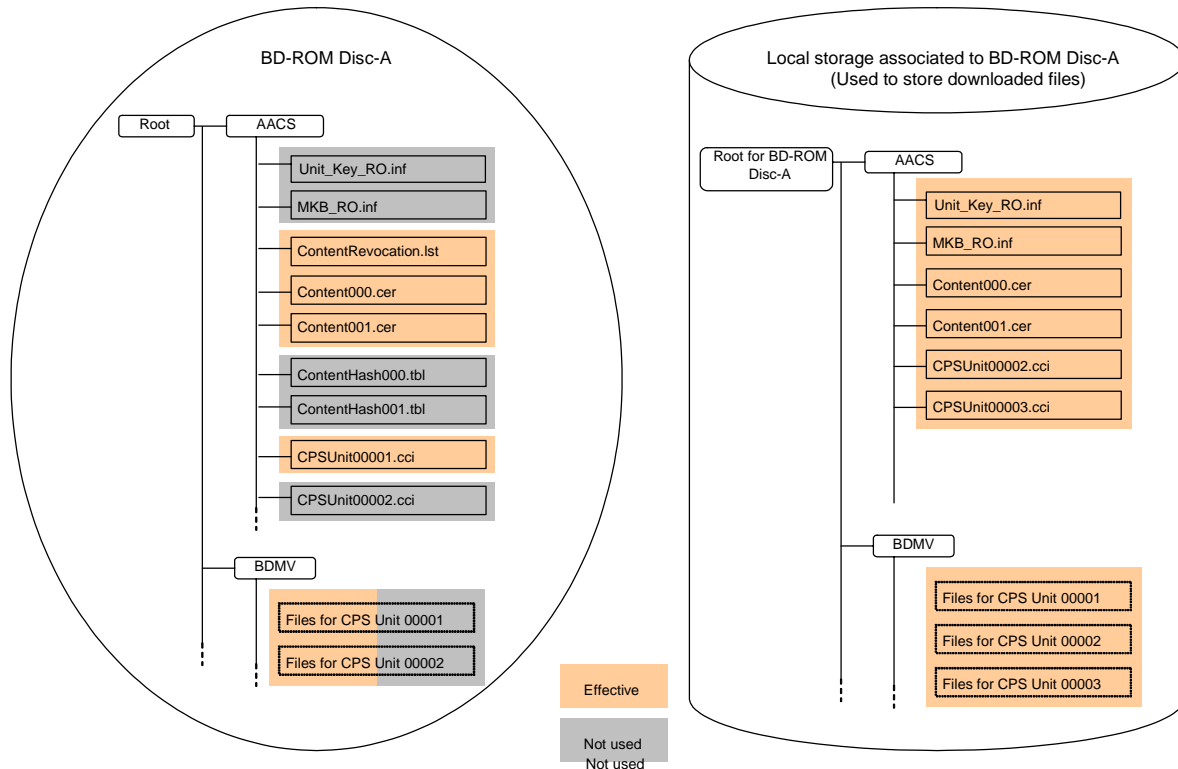 BD-ROM Disc-A
Root
AACS
Unit_Key_RO.inf
MKB_RO.inf
ContentRevocation.lst
Content000.cer
Content001.cer
ContentHash000.tbl
ContentHash001.tbl
CPSUnit00001.cci
CPSUnit00002.cci
BDMV
Files for CPS Unit 00001
Files for CPS Unit 00002
Effective
Not used
Not used
Local storage associated to BD-ROM Disc-A
(Used to store downloaded files)
Root for BD-ROM
Disc-A
AACS
Unit_Key_RO.inf
MKB_RO.inf
Content000.cer
Content001.cer
CPSUnit00002.cci
CPSUnit00003.cci
BDMV
Files for CPS Unit 00001
Files for CPS Unit 00002
Files for CPS Unit 00003